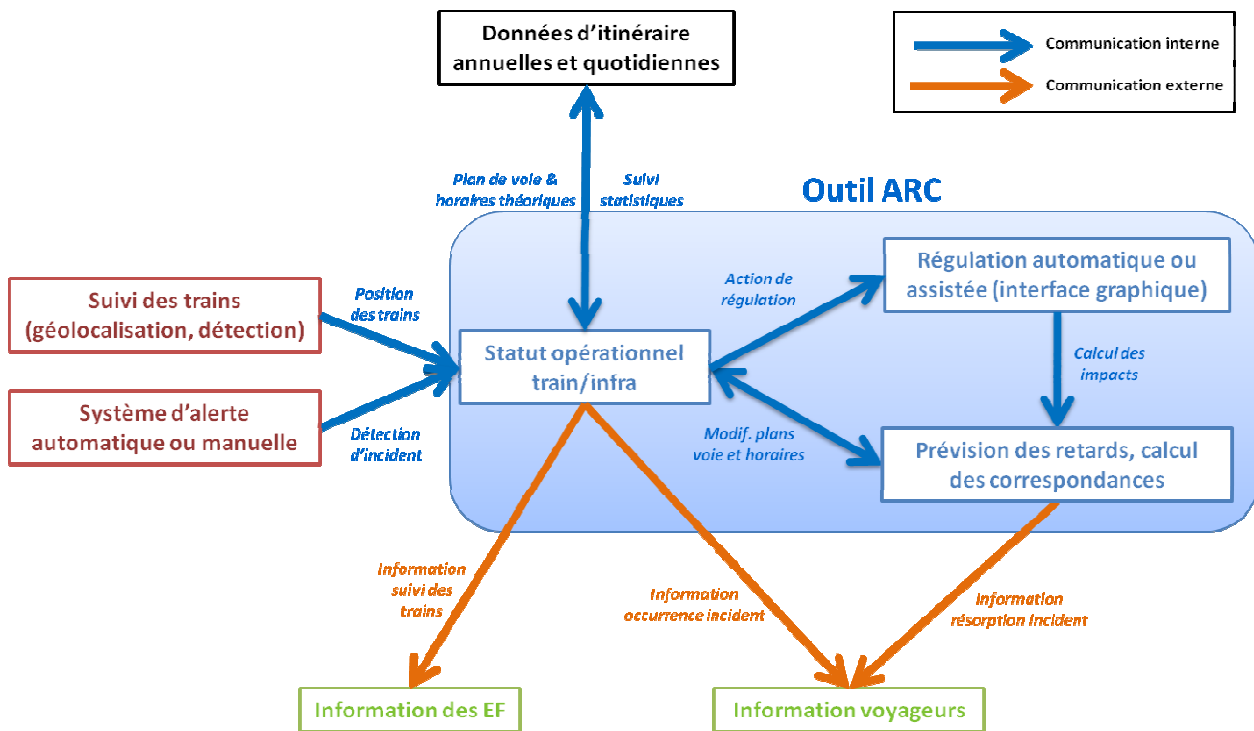 Données d'itinéraire
annuelles et quotidiennes
Communication interne
Communication externe
Plan de voie &
horaires théoriques
Suivi
statistiques
Outil ARC
Suivi des trains
(géolocalisation, détection)
Position
des trains
Système d'alerte
automatique ou manuelle
Détection
d'incident
Statut opérationnel
train/infra
Action de
régulation
Régulation automatique ou
assistée (interface graphique)
Calcul des
impacts
Modif. plans
voie et horaires
Prévision des retards, calcul
des correspondances
Information
suivi des
trains
Information
occurrence incident
Information
résorption incident
Information des EF
Information voyageurs